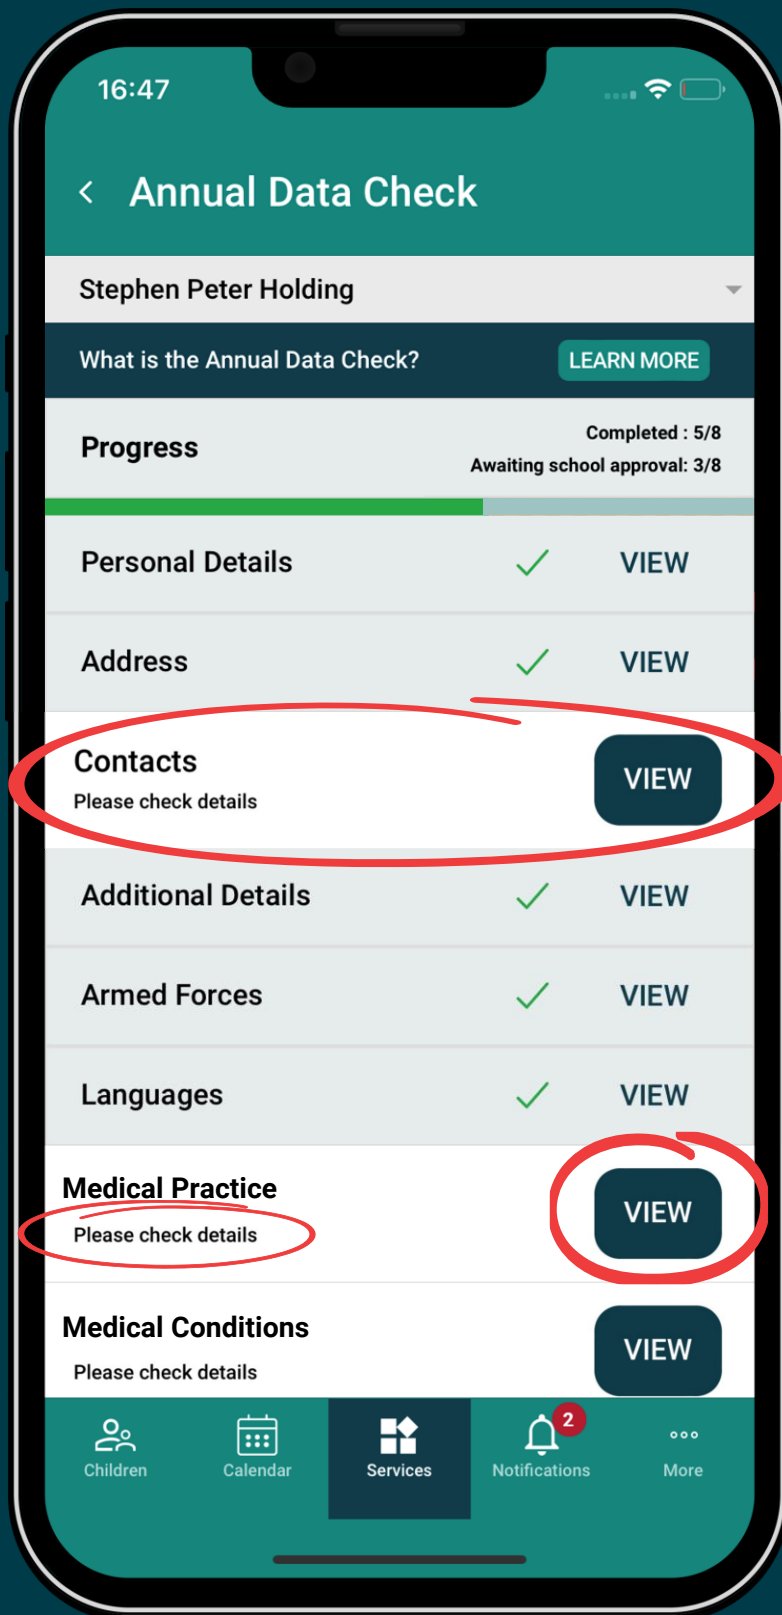 16:47
Annual Data Check
Stephen Peter Holding
What is the Annual Data Check? LEARN MORE
Progress
Completed : 5/8
Awaiting school approval: 3/8
Personal Details VIEW
Address VIEW
Contacts
Please check details
VIEW
Additional Details VIEW
Armed Forces VIEW
Languages VIEW
Medical Practice
Please check details
VIEW
Medical Conditions
Please check details
VIEW
2
Children Calendar Services Notifications More